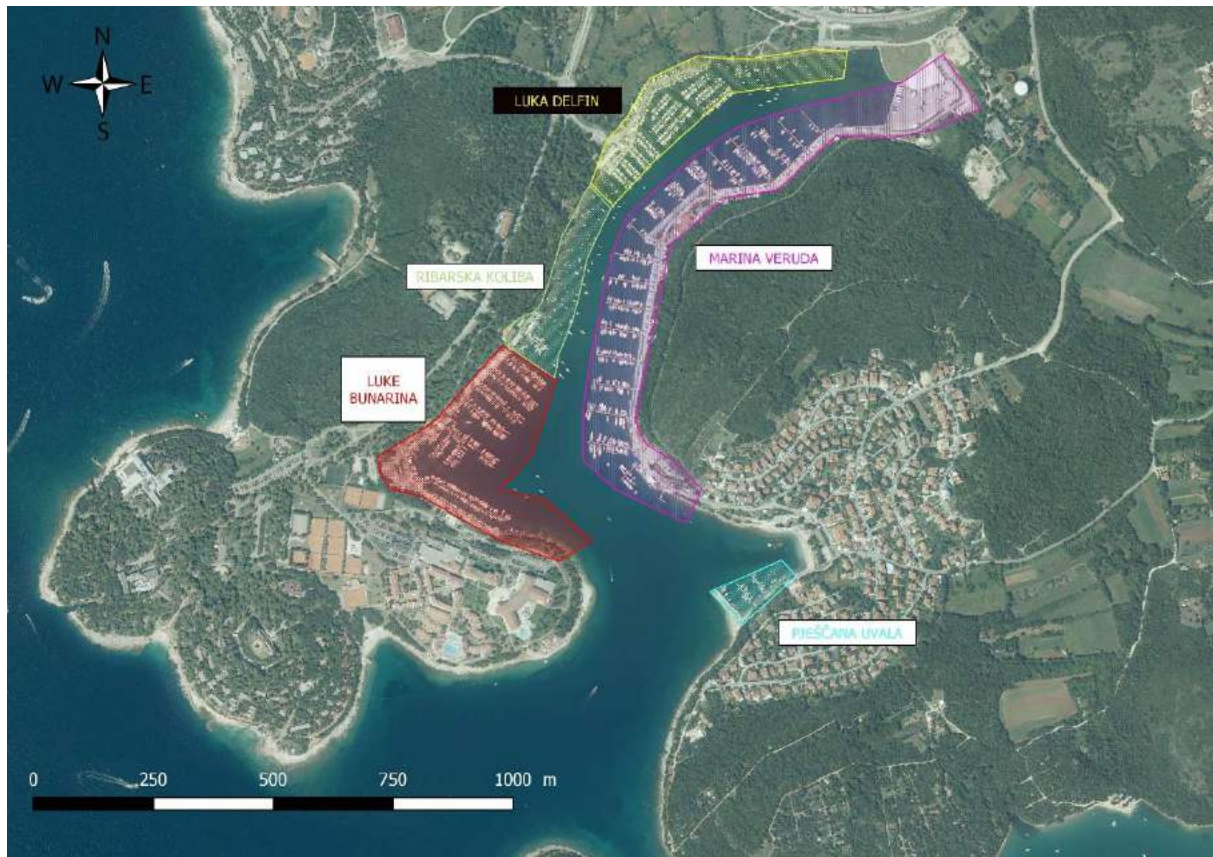 N
W E
S
LUKA DELFIN
MARINA VERUDA
RIBARSKA KOLIBA
LUKE
BUNARINA
PJEŠČANA UVALA
0 250 500 750 1000 m